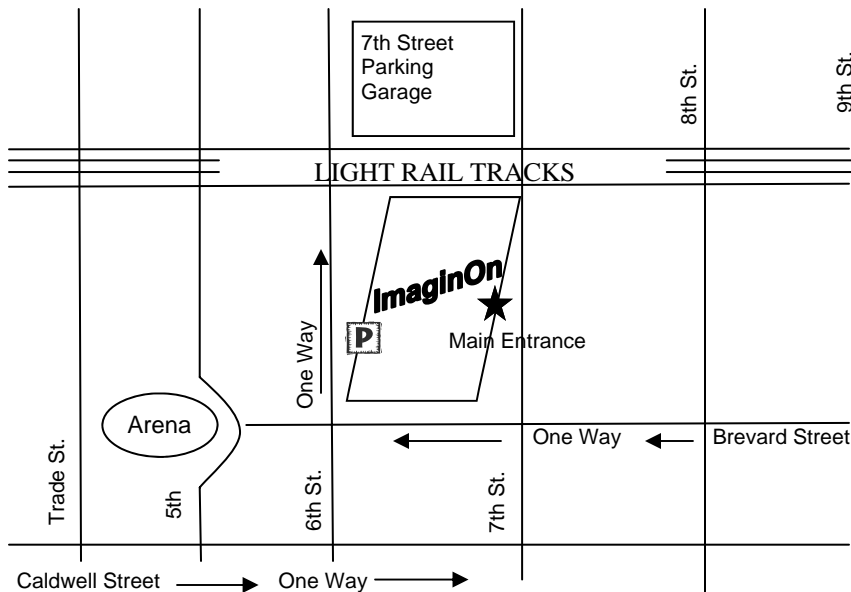 7th Street
Parking
Garage
8th St.
9th St.
LIGHT RAIL TRACKS
ImaginOn
One Way
P
Main Entrance
Arena
One Way
Brevard Street
Trade St.
5th
6th St.
7th St.
Caldwell Street
One Way